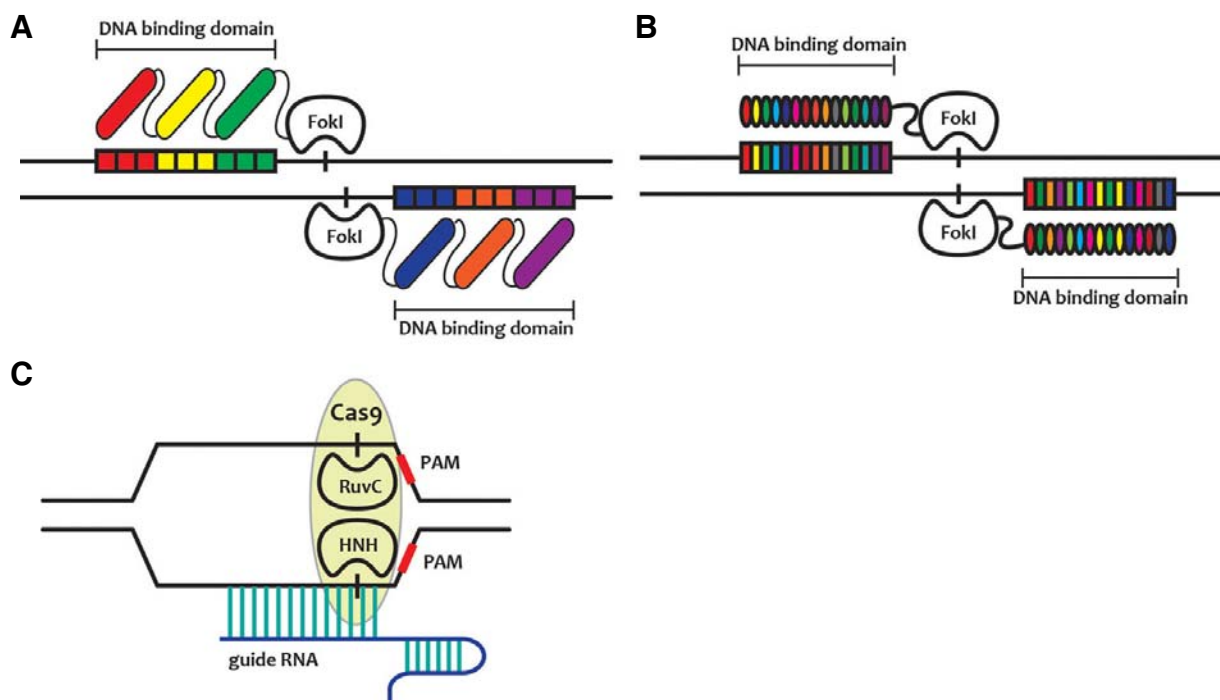 A
DNA binding domain
FokI
FokI
DNA binding domain
B
DNA binding domain
FokI
FokI
DNA binding domain
C
Cas9
PAM
RuvC
HNH
PAM
guide RNA